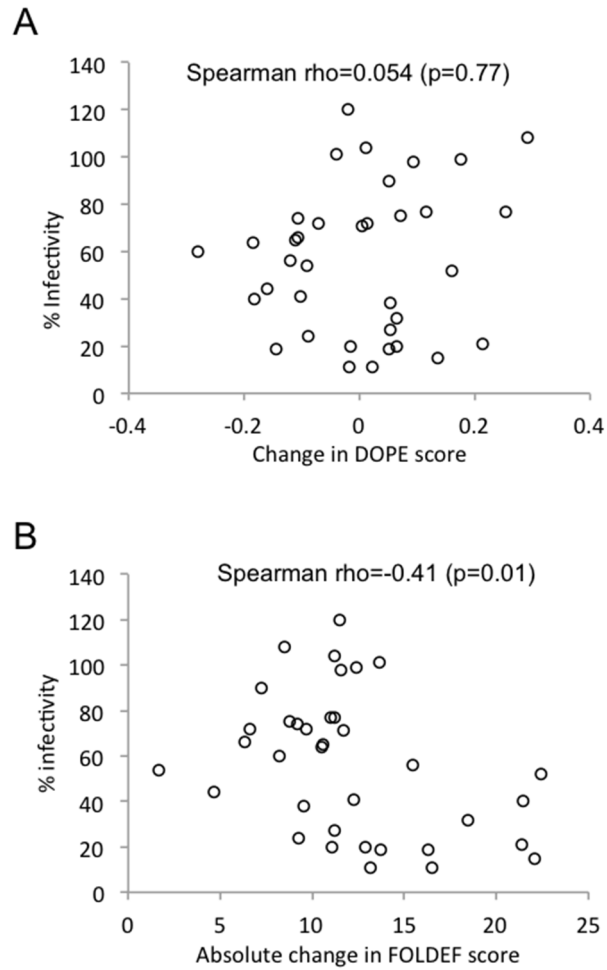 A
Spearman rho=0.054 (p=0.77)
140
120
100
80
60
40
20
0
% Infectivity
-0.4 -0.2 0 0.2 0.4
Change in DOPE score
B
Spearman rho=-0.41 (p=0.01)
140
120
100
80
60
40
20
0
% infectivity
0 5 10 15 20 25
Absolute change in FOLDEF score